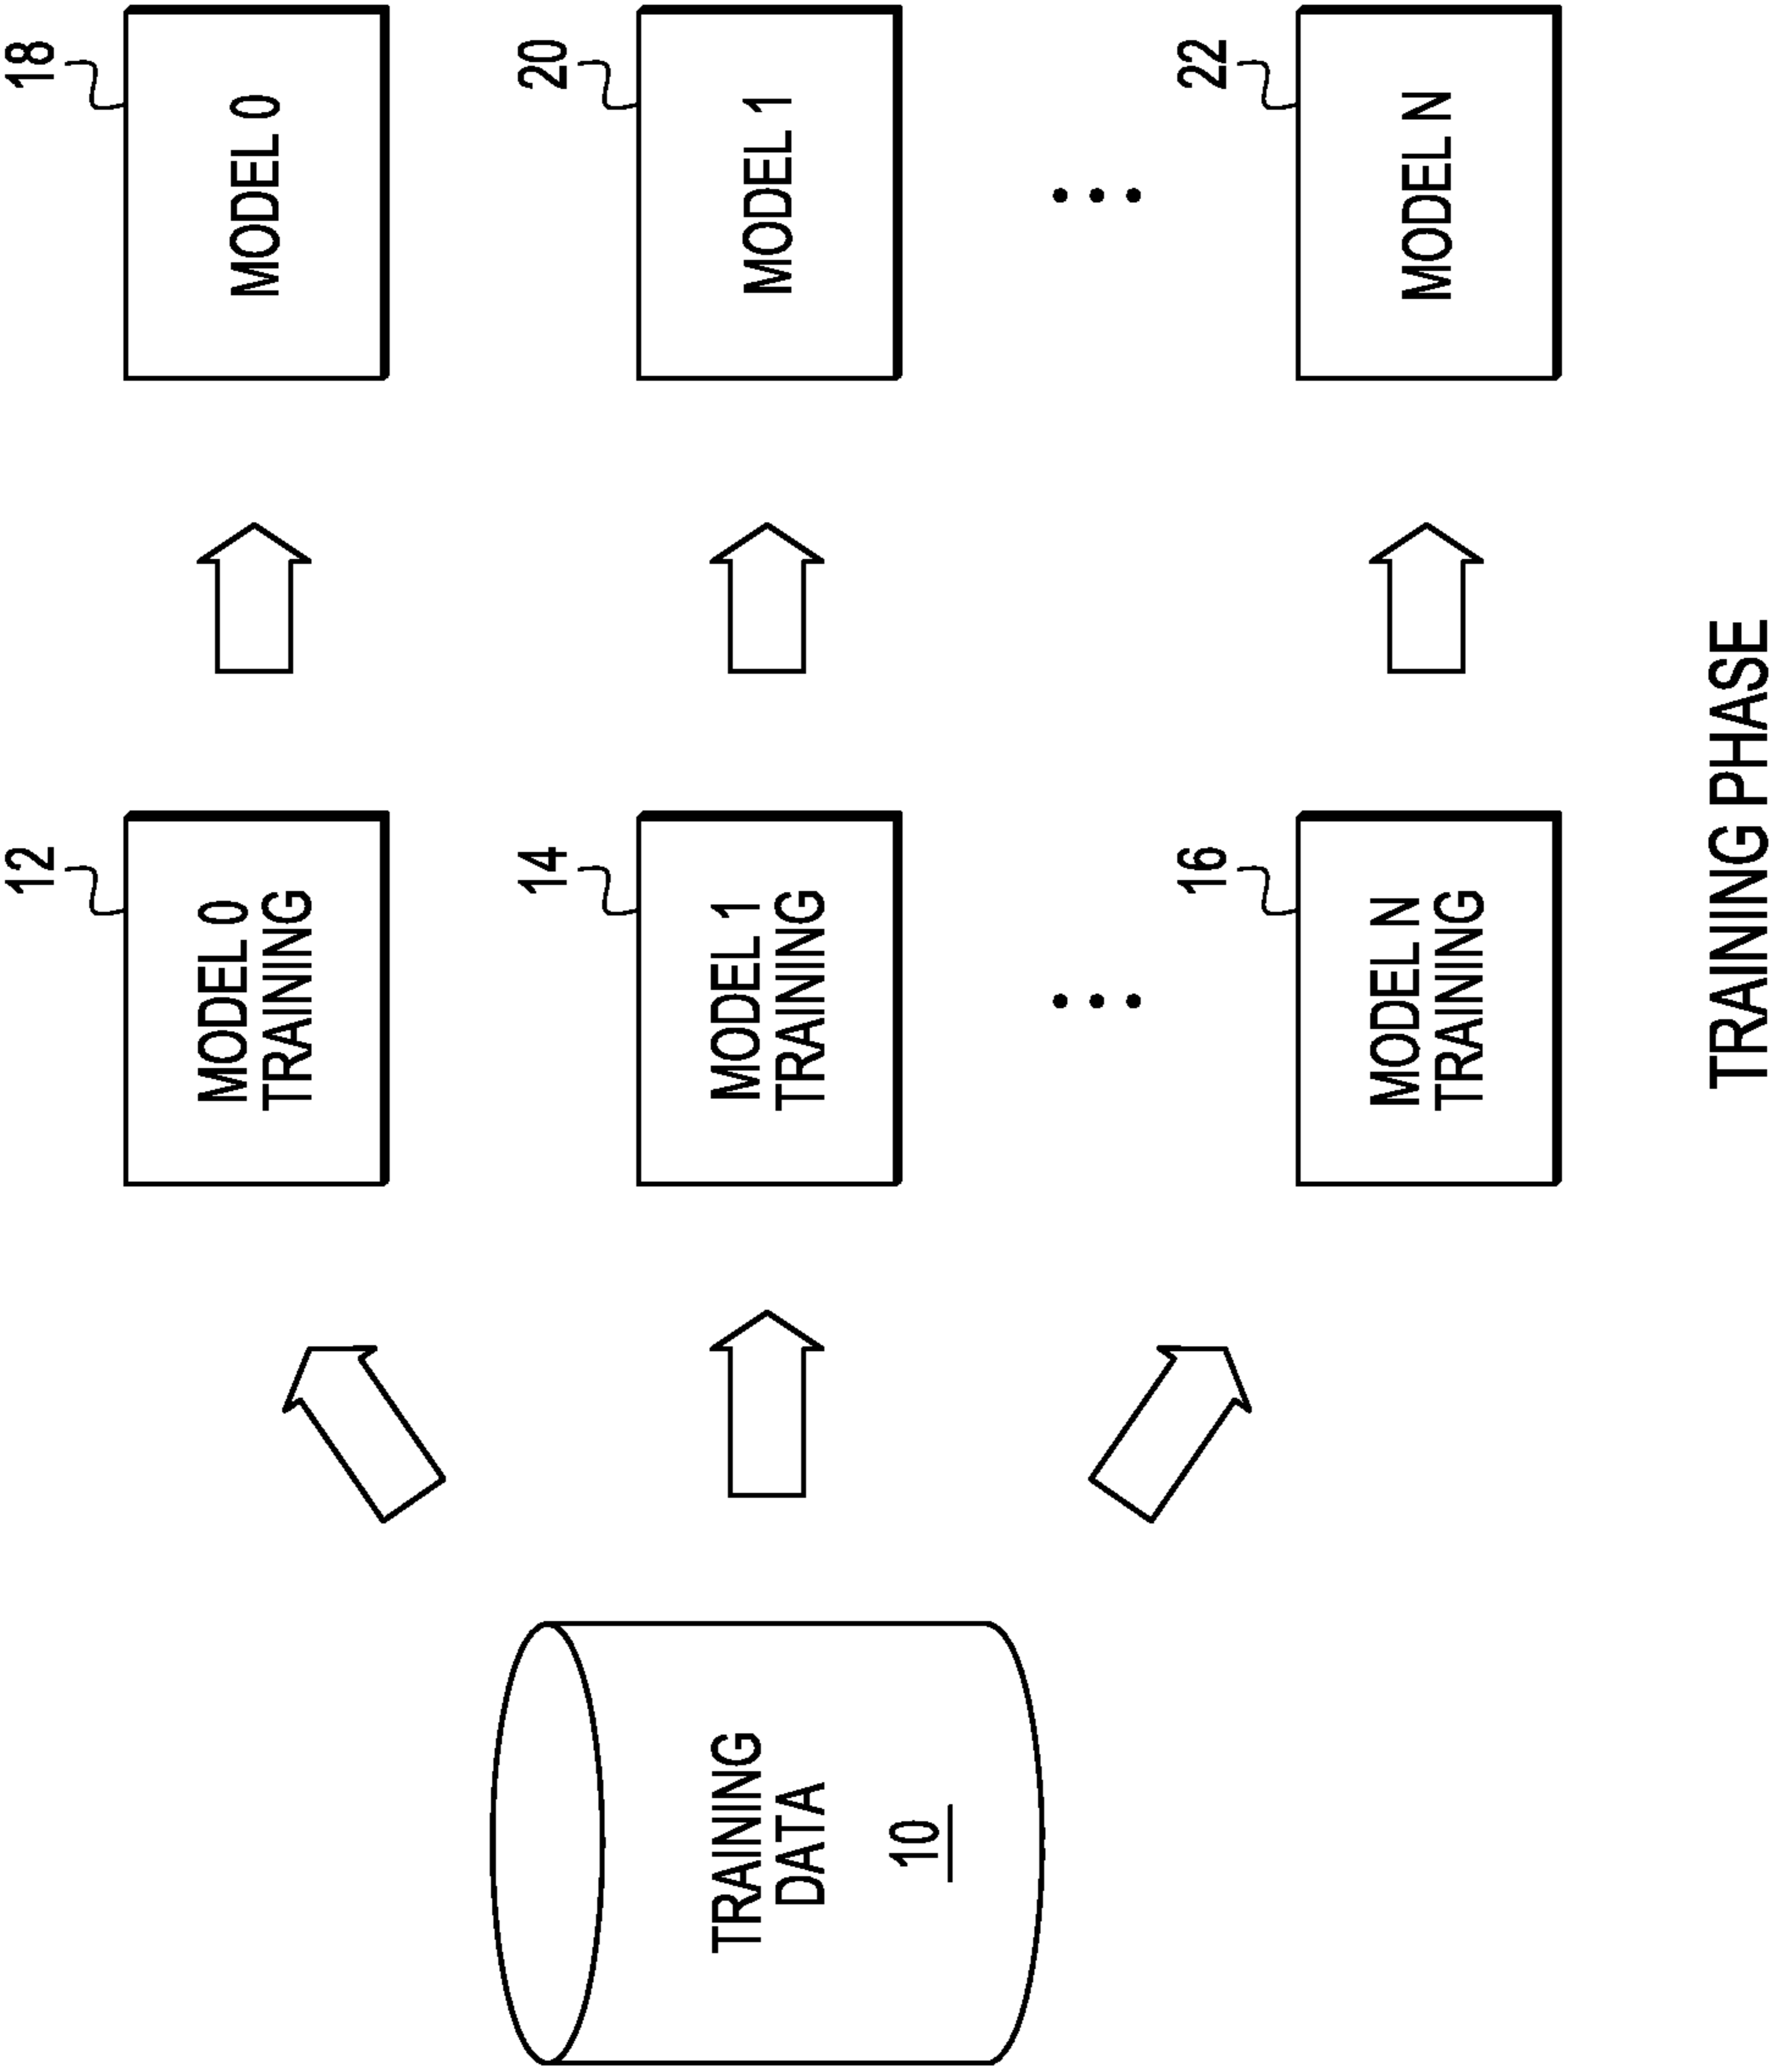 12
18
MODEL 0
TRAINING
MODEL 0
14
20
TRAINING
DATA
10
MODEL 1
TRAINING
MODEL 1
16
22
MODEL N
TRAINING
MODEL N
TRAINING PHASE